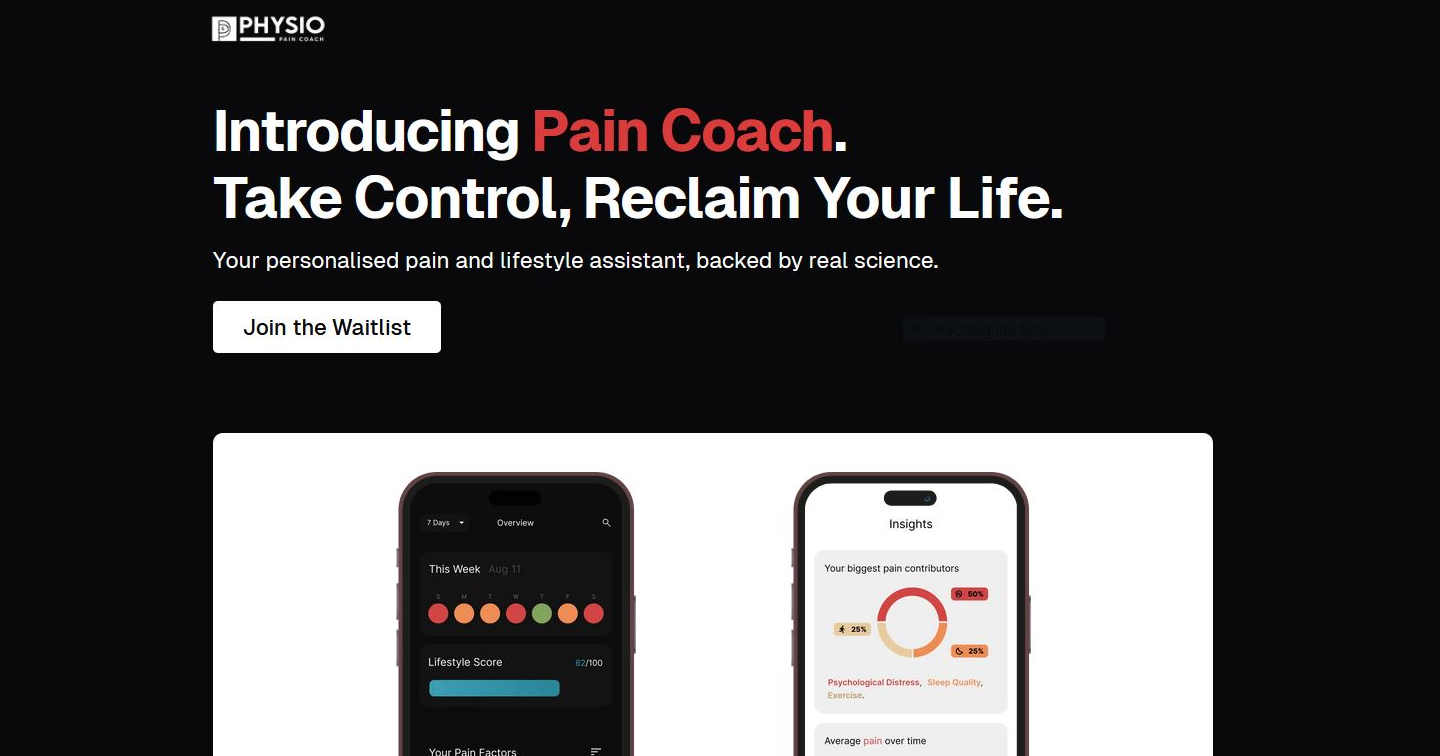 PHYSIO
PAIN COACH
Introducing Pain Coach.
Take Control, Reclaim Your Life.
Your personalised pain and lifestyle assistant, backed by real science.
Join the Waitlist
Rectangular Snip
7 Days
Overview
This Week Aug 11
S M T W T F S
Lifestyle Score 82/100
Your Pain Factors
Insights
Your biggest pain contributors
50%
25%
25%
Psychological Distress, Sleep Quality,
Exercise.
Average pain over time